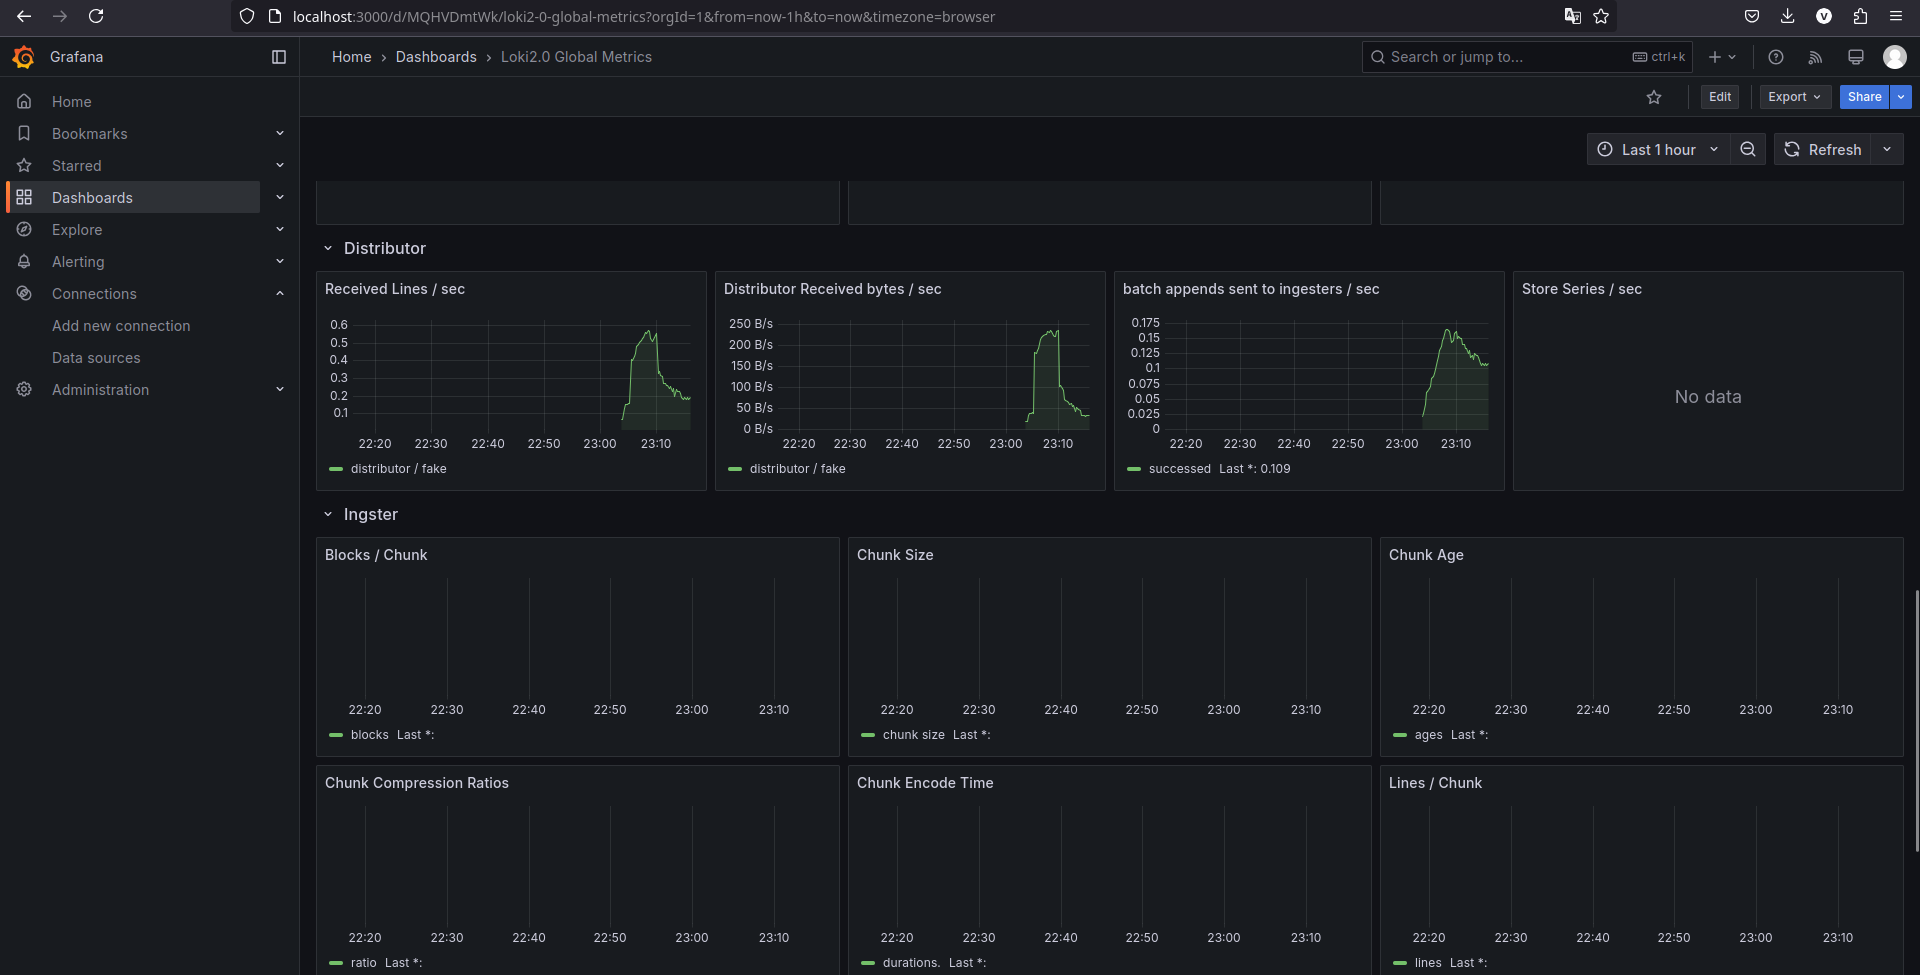 localhost:3000/d/MQHVDmtWk/loki2-0-global-metrics?orgId=1&from=now-1h&to=now&timezone=browser
V
Grafana
Home › Dashboards › Loki2.0 Global Metrics
Search or jump to... ctrl+k
Edit Export Share
Last 1 hour Refresh
Home
Bookmarks
Starred
Dashboards
Explore
Alerting
Connections
Add new connection
Data sources
Administration
Distributor
Received Lines / sec
0.6
0.5
0.4
0.3
0.2
0.1
22:20 22:30 22:40 22:50 23:00 23:10
distributor / fake
Distributor Received bytes / sec
250 B/s
200 B/s
150 B/s
100 B/s
50 B/s
0 B/s
22:20 22:30 22:40 22:50 23:00 23:10
distributor / fake
batch appends sent to ingesters / sec
0.175
0.15
0.125
0.1
0.075
0.05
0.025
0
22:20 22:30 22:40 22:50 23:00 23:10
successed Last *: 0.109
Store Series / sec
No data
Ingster
Blocks / Chunk
22:20 22:30 22:40 22:50 23:00 23:10
blocks Last *:
Chunk Size
22:20 22:30 22:40 22:50 23:00 23:10
chunk size Last *:
Chunk Age
22:20 22:30 22:40 22:50 23:00 23:10
ages Last *:
Chunk Compression Ratios
22:20 22:30 22:40 22:50 23:00 23:10
ratio Last *:
Chunk Encode Time
22:20 22:30 22:40 22:50 23:00 23:10
durations. Last *:
Lines / Chunk
22:20 22:30 22:40 22:50 23:00 23:10
lines Last *: